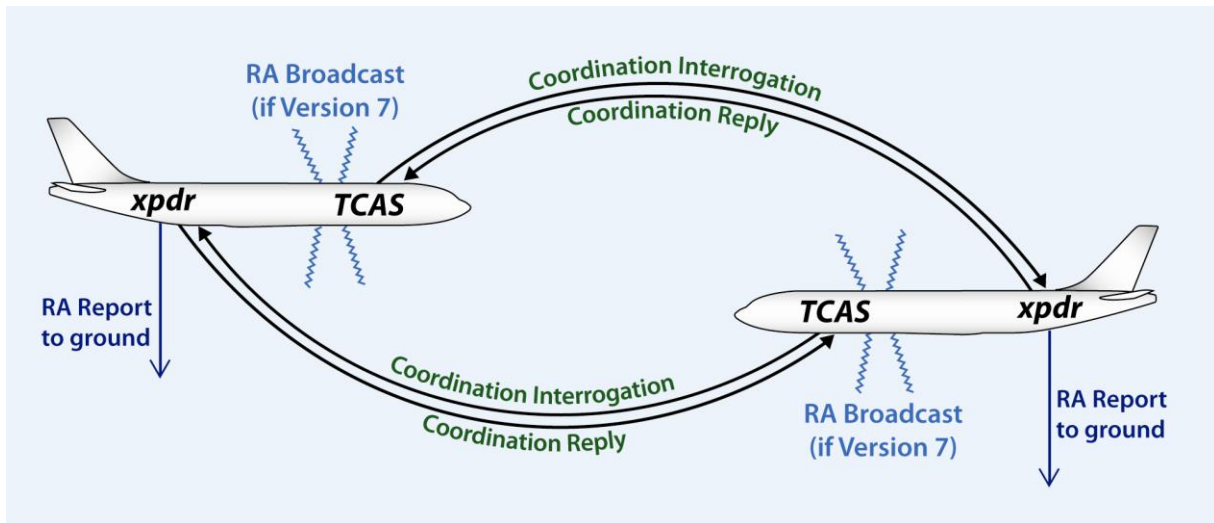 RA Broadcast
(if Version 7)
Coordination Interrogation
Coordination Reply
xpdr
TCAS
RA Report
to ground
TCAS
xpdr
Coordination Interrogation
Coordination Reply
RA Broadcast
(if Version 7)
RA Report
to ground